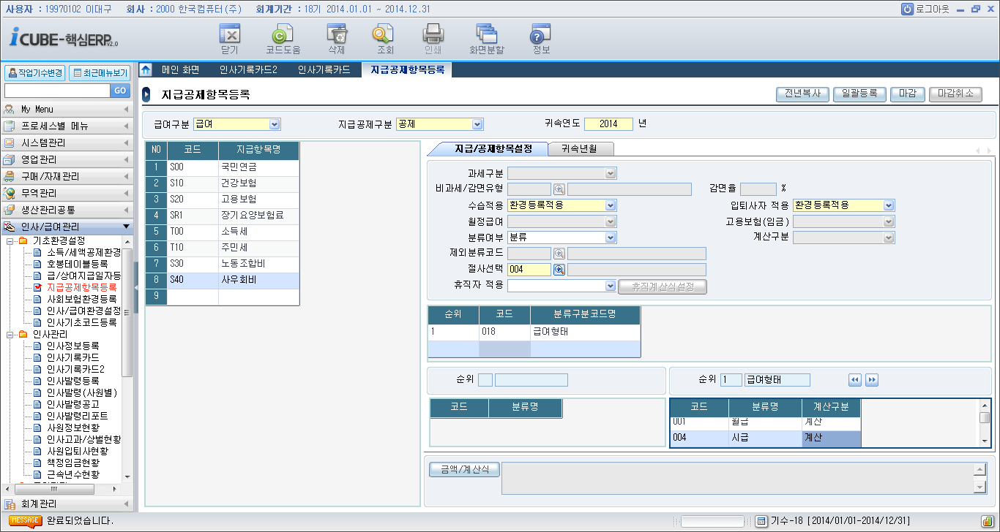 사용자 : 19970102 이대구 회사 : 2000 한국컴퓨터(주) 회계기간 : 18기 2014.01.01 ~ 2014.12.31 로그아웃
iCUBE-핵심ERP v2.0
닫기 코드도움 삭제 조회 인쇄 화면분할 정보
작업기수변경 최근메뉴보기
GO
My Menu
프로세스별 메뉴
시스템관리
영업관리
구매/자재관리
무역관리
생산관리공통
인사/급여관리
기초환경설정
소득/세액공제환경
호봉테이블등록
급/상여지급일자등
지급공제항목등록
사회보험환경등록
인사/급여환경설정
인사기초코드등록
인사관리
인사정보등록
인사기록카드
인사기록카드2
인사발령등록
인사발령(사원별)
인사발령공고
인사발령리포트
사원정보현황
인사고과/상벌현황
사원입퇴사현황
책정임금현황
근속년수현황
회계관리
메인 화면 인사기록카드2 인사기록카드 지급공제항목등록
지급공제항목등록 전년복사 일괄등록 마감 마감취소
급여구분 급여 지급공제구분 공제 귀속연도 2014 년
NO 코드 지급항목명
1 S00 국민연금
2 S10 건강보험
3 S20 고용보험
4 SR1 장기요양보험료
5 T00 소득세
6 T10 주민세
7 S30 노동조합비
8 S40 사우회비
9
지급/공제항목설정 귀속년월
과세구분
비과세/감면유형 감면율 %
수습적용 환경등록적용 입퇴사자 적용 환경등록적용
월정급여 고용보험(임금)
분류여부 분류 계산구분
제외분류코드
절사선택 004
휴직자 적용 휴직계산식설정
순위 코드 분류구분코드명
1 018 급여형태
순위 순위 1 급여형태
코드 분류명
코드 분류명 계산구분
001 월급 계산
004 시급 계산
금액/계산식
MESSAGE 완료되었습니다. 기수-18 [2014/01/01-2014/12/31]